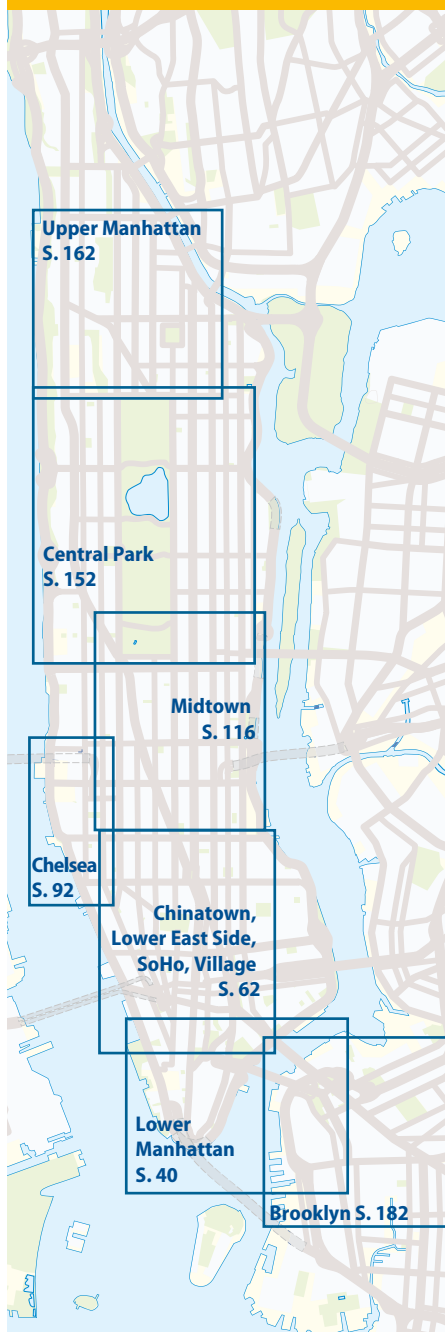 Upper Manhattan
S. 162
Central Park
S. 152
Midtown
S. 116
Chelsea
S. 92
Chinatown,
Lower East Side,
SoHo, Village
S. 62
Lower
Manhattan
S. 40
Brooklyn S. 182